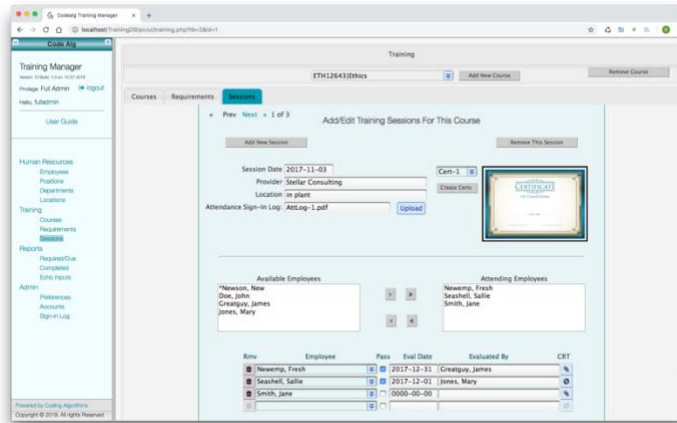 Codealg Training Manager
localhost/TrainingDB/pviz/training.php?tb=2&id=1
Code Alg
Training Manager
Privilege: Full Admin logout
Hello, fulladmin
User Guide
Human Resources
Employees
Positions
Departments
Locations
Training
Courses
Requirements
Sessions
Reports
Required/Due
Completed
Echo Inputs
Admin
Preferences
Accounts
Sign-in Log
Powered by Coding Algorithms
Copyright © 2019. All rights Reserved
Training
ETH12643|Ethics
Add New Course
Remove Course
Courses Requirements Sessions
« Prev Next » 1 of 3
Add/Edit Training Sessions For This Course
Add New Session
Remove This Session
Session Date 2017-11-03
Provider Stellar Consulting
Location in plant
Attendance Sign-In Log: AttLog-1.pdf Upload
Cert-1
Create Certs
CERTIFICATE
Available Employees
*Newson, New
Doe, John
Greatguy, James
Jones, Mary
› »
‹ «
Attending Employees
Newemp, Fresh
Seashell, Sallie
Smith, Jane
Rmv Employee Pass Eval Date Evaluated By CRT
Newemp, Fresh 2017-12-31 Greatguy, James
Seashell, Sallie 2017-12-01 Jones, Mary
Smith, Jane 0000-00-00